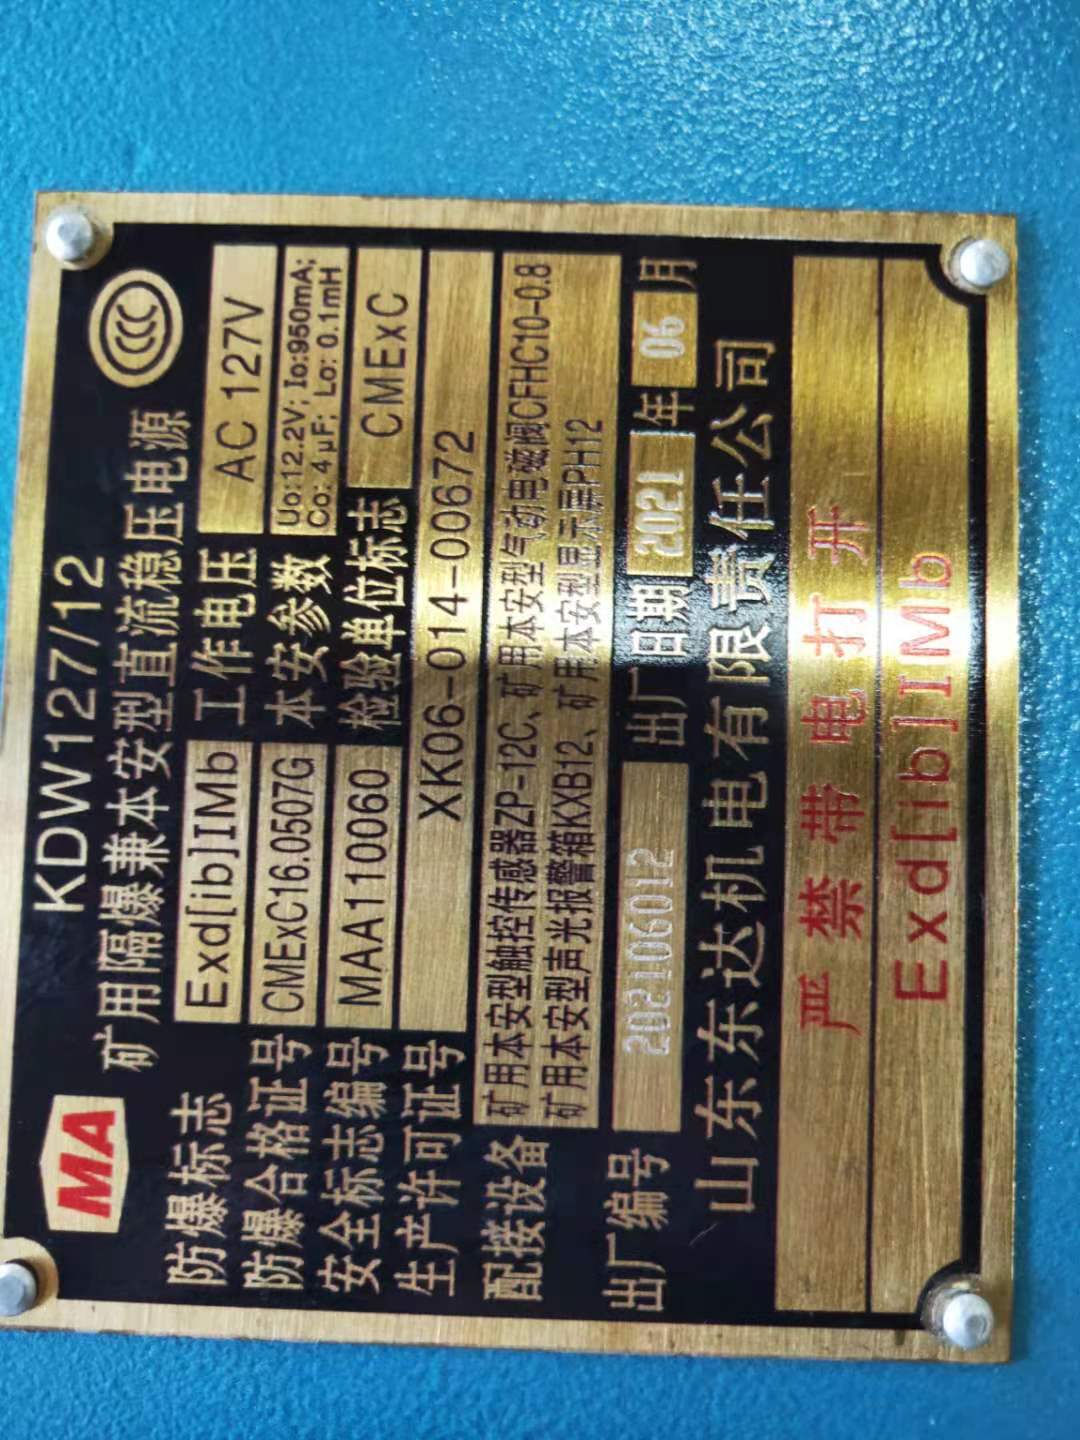 KDW127/12
MA 矿用隔爆兼本安型直流稳压电源 CCC
防爆标志 Exd[ib]IMb 工作电压 AC 127V
防爆合格证号 CMExC16.0507G 本安参数 Uo:12.2V; Io:950mA;
Co: 4μF; Lo: 0.1mH
安全标志编号 MAA110060 检验单位标志 CMExC
生产许可证号 XK06-014-00672
配接设备 矿用本安型触控传感器ZP-12C、矿用本安型气动电磁阀CFHC10-0.8
矿用本安型声光报警箱KXB12、矿用本安型显示屏PH12
出厂编号 202106012 出厂日期 2021 年 06 月
山东东达机电有限责任公司
严禁带电打开
Exd[ib]IMb